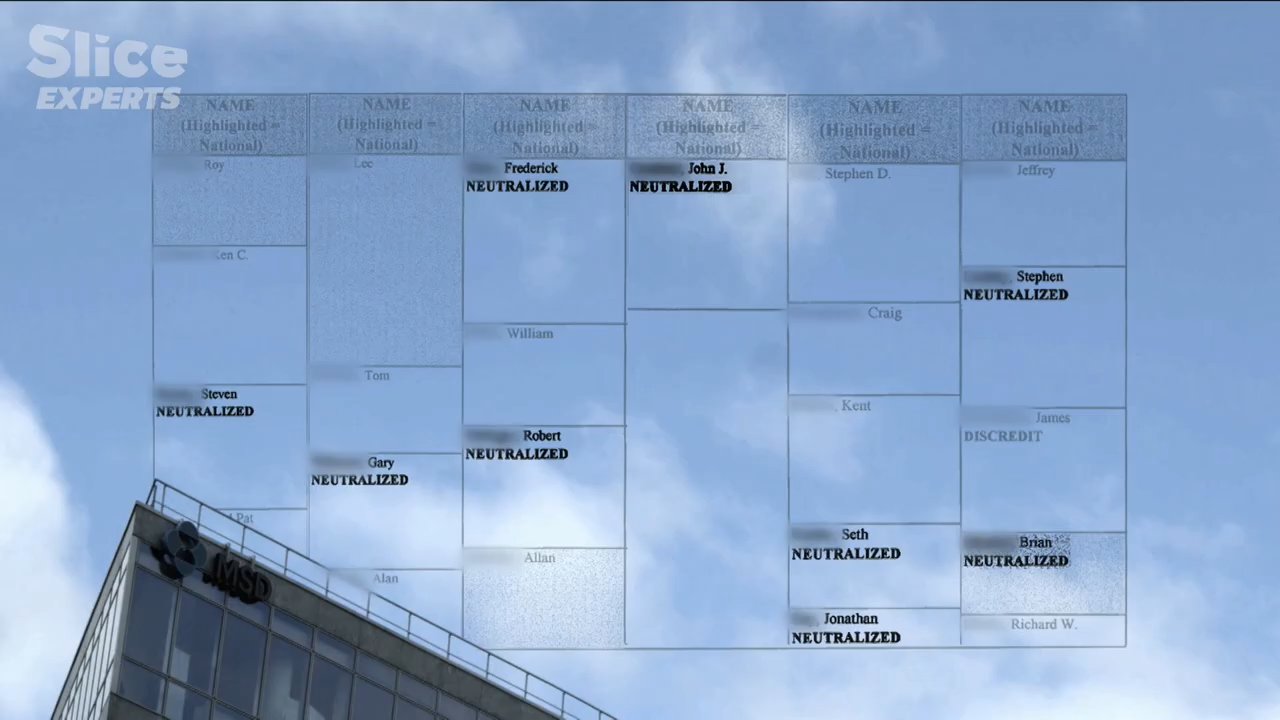 Slice
EXPERTS
NAME
(Highlighted =
National)
Roy
Ken C.
Steven
NEUTRALIZED
Pat
NAME
(Highlighted =
National)
Lee
Tom
Gary
NEUTRALIZED
Alan
NAME
(Highlighted =
National)
Frederick
NEUTRALIZED
William
Robert
NEUTRALIZED
Allan
NAME
(Highlighted =
National)
John J.
NEUTRALIZED
NAME
(Highlighted =
National)
Stephen D.
Craig
, Kent
Seth
NEUTRALIZED
Jonathan
NEUTRALIZED
NAME
(Highlighted =
National)
Jeffrey
Stephen
NEUTRALIZED
James
DISCREDIT
Brian
NEUTRALIZED
Richard W.
MSD